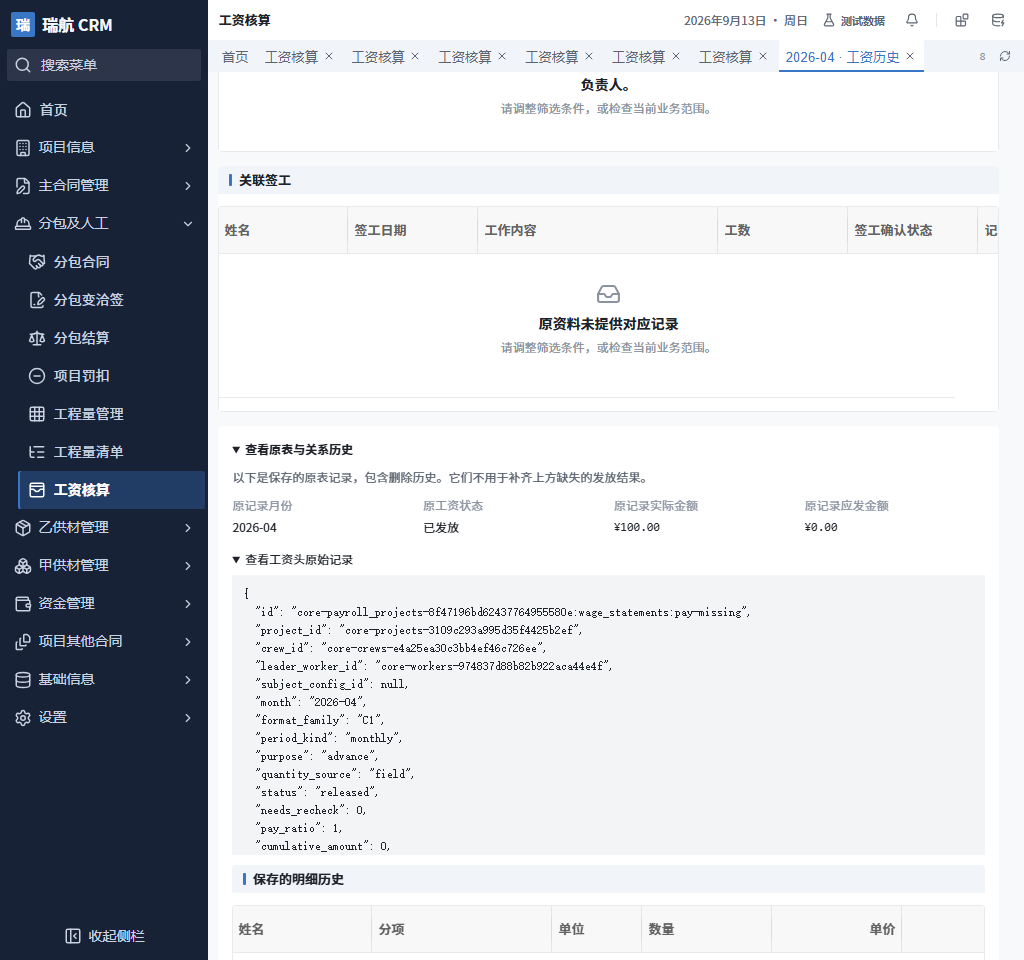 瑞 瑞航 CRM
搜索菜单
首页
项目信息
主合同管理
分包及人工
分包合同
分包变洽签
分包结算
项目罚扣
工程量管理
工程量清单
工资核算
乙供材管理
甲供材管理
资金管理
项目其他合同
基础信息
设置
收起侧栏
工资核算
2026年9月13日 · 周日 测试数据
首页 工资核算 × 工资核算 × 工资核算 × 工资核算 × 工资核算 × 工资核算 × 2026-04 · 工资历史 × 8
负责人。
请调整筛选条件，或检查当前业务范围。
关联签工
姓名 签工日期 工作内容 工数 签工确认状态 记
原资料未提供对应记录
请调整筛选条件，或检查当前业务范围。
▼ 查看原表与关系历史
以下是保存的原表记录，包含删除历史。它们不用于补齐上方缺失的发放结果。
原记录月份 原工资状态 原记录实际金额 原记录应发金额
2026-04 已发放 ¥100.00 ¥0.00
▼ 查看工资头原始记录
{
"id": "core-payroll_projects-8f47196bd62437764955580e:wage_statements:pay-missing",
"project_id": "core-projects-3109c293a995d35f4425b2ef",
"crew_id": "core-crews-e4a25ea30c3bb4ef46c726ee",
"leader_worker_id": "core-workers-974837d88b82b922aca44e4f",
"subject_config_id": null,
"month": "2026-04",
"format_family": "C1",
"period_kind": "monthly",
"purpose": "advance",
"quantity_source": "field",
"status": "released",
"needs_recheck": 0,
"pay_ratio": 1,
"cumulative_amount": 0,
保存的明细历史
姓名 分项 单位 数量 单价